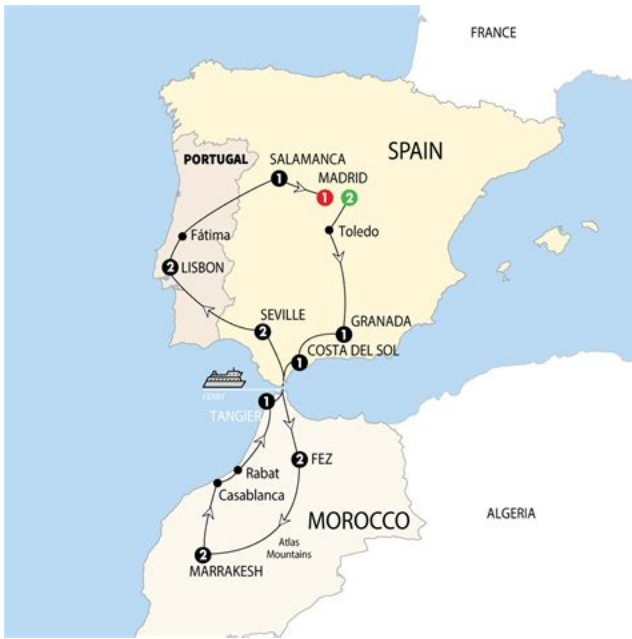 FRANCE
SPAIN
PORTUGAL
SALAMANCA
1
MADRID
1
2
Fátima
Toledo
2
LISBON
SEVILLE
2
GRANADA
1
COSTA DEL SOL
1
FERRY
TANGIER
1
2
FEZ
Rabat
Casablanca
MOROCCO
ALGERIA
Atlas
Mountains
2
MARRAKESH